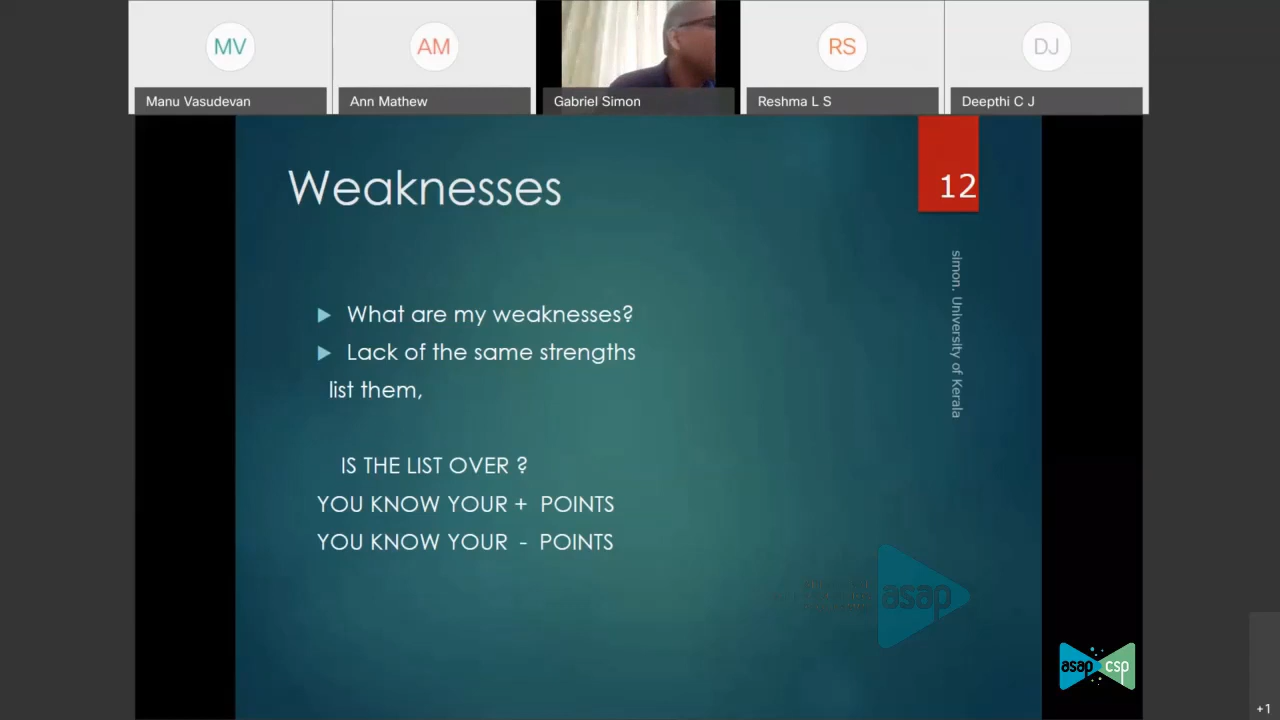 MV
AM
RS
DJ
Manu Vasudevan
Ann Mathew
Gabriel Simon
Reshma L S
Deepthi C J
Weaknesses
12
simon. University of Kerala
What are my weaknesses?
Lack of the same strengths
list them,
IS THE LIST OVER ?
YOU KNOW YOUR + POINTS
YOU KNOW YOUR - POINTS
asap
asap csp
+1